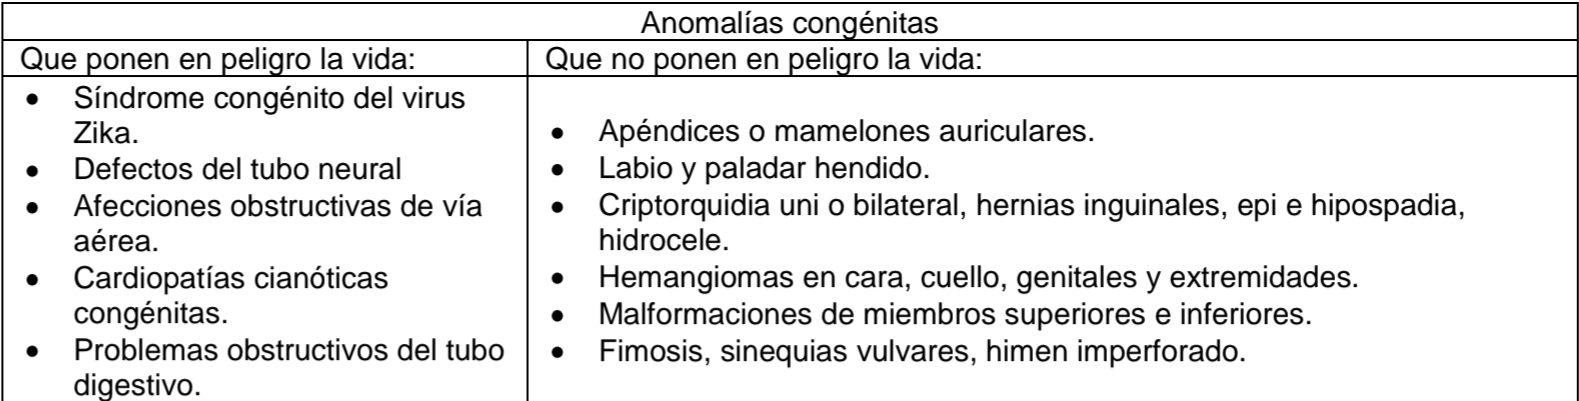 Anomalías congénitas
Que ponen en peligro la vida:
Que no ponen en peligro la vida:
• Síndrome congénito del virus
Zika.
• Defectos del tubo neural
• Afecciones obstructivas de vía
aérea.
• Cardiopatías cianóticas
congénitas.
• Problemas obstructivos del tubo
digestivo.
• Apéndices o mamelones auriculares.
• Labio y paladar hendido.
• Criptorquidia uni o bilateral, hernias inguinales, epi e hipospadia,
hidrocele.
• Hemangiomas en cara, cuello, genitales y extremidades.
• Malformaciones de miembros superiores e inferiores.
• Fimosis, sinequias vulvares, himen imperforado.